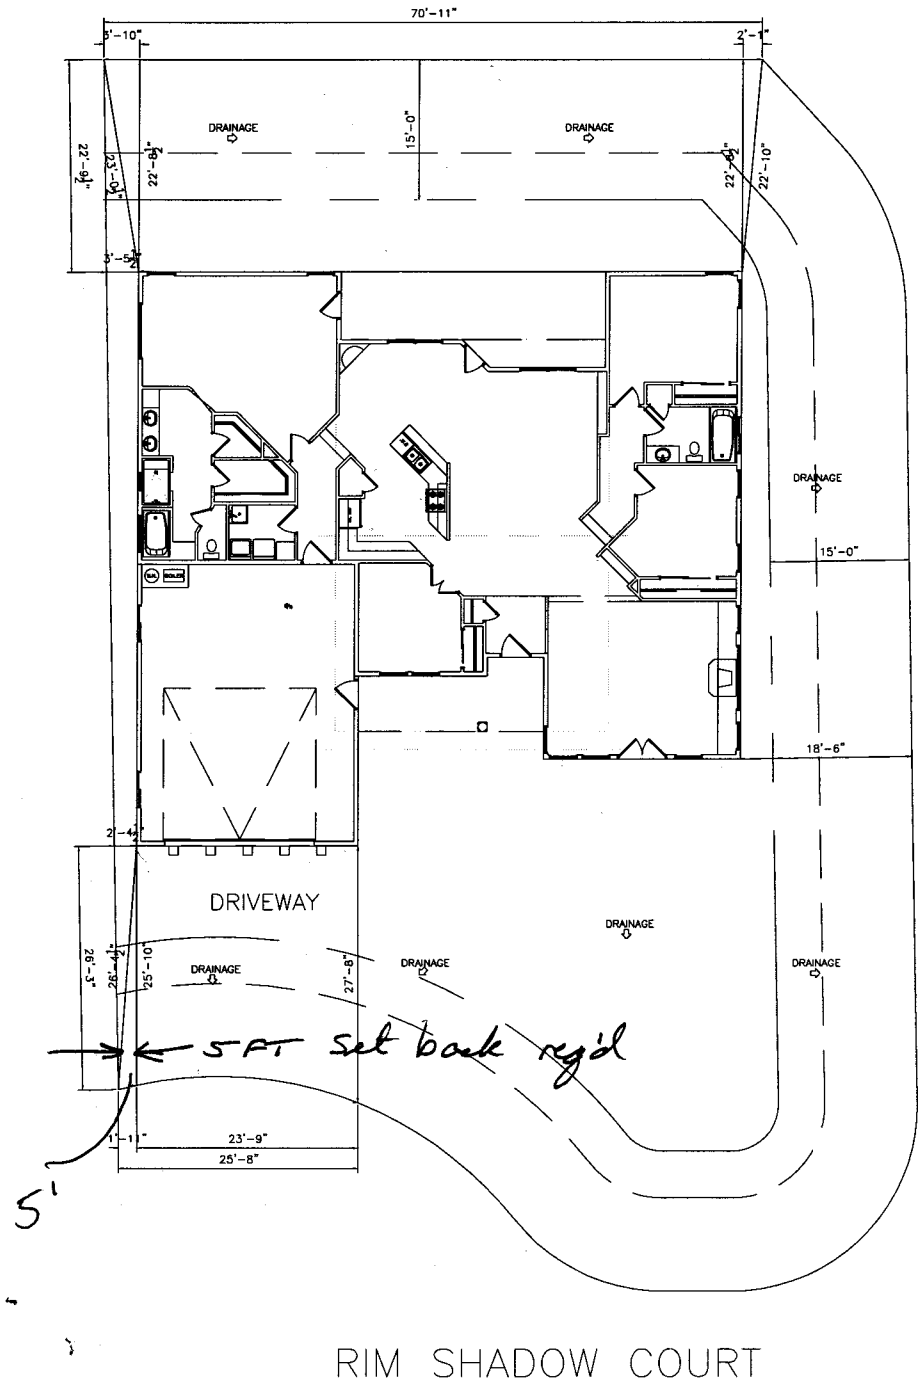 70'-11"
3'-10"
2'-1"
DRAINAGE
DRAINAGE
15'-0"
22'-9½"
23'-0½"
22'-8½"
22'-8½"
22'-10"
3'-5½"
DRAINAGE
15'-0"
18'-6"
2'-4½"
DRIVEWAY
DRAINAGE
DRAINAGE
DRAINAGE
DRAINAGE
26'-3"
26'-4½"
25'-10"
27'-8"
5 FT set back req'd
1'-11"
23'-9"
25'-8"
5'
RIM SHADOW COURT